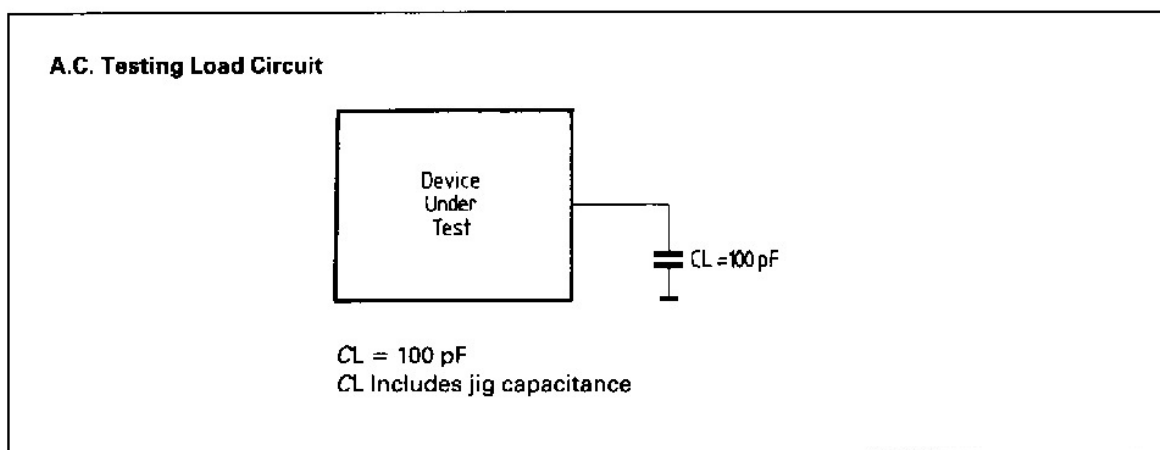 A.C. Testing Load Circuit
Device
Under
Test
CL =100 pF
CL = 100 pF
CL Includes jig capacitance